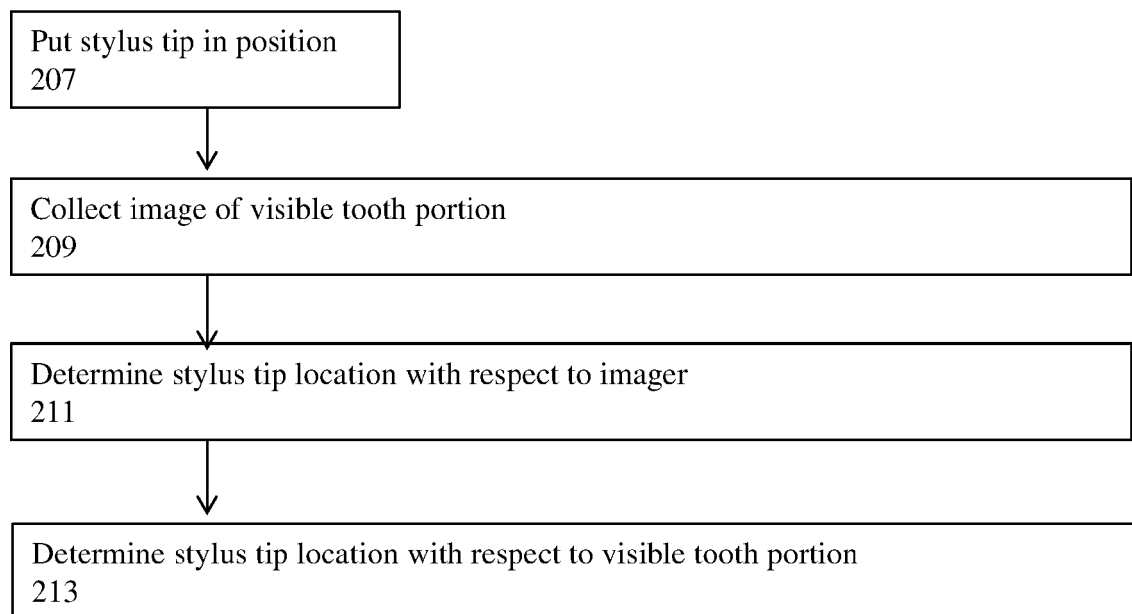 Put stylus tip in position
207
Collect image of visible tooth portion
209
Determine stylus tip location with respect to imager
211
Determine stylus tip location with respect to visible tooth portion
213